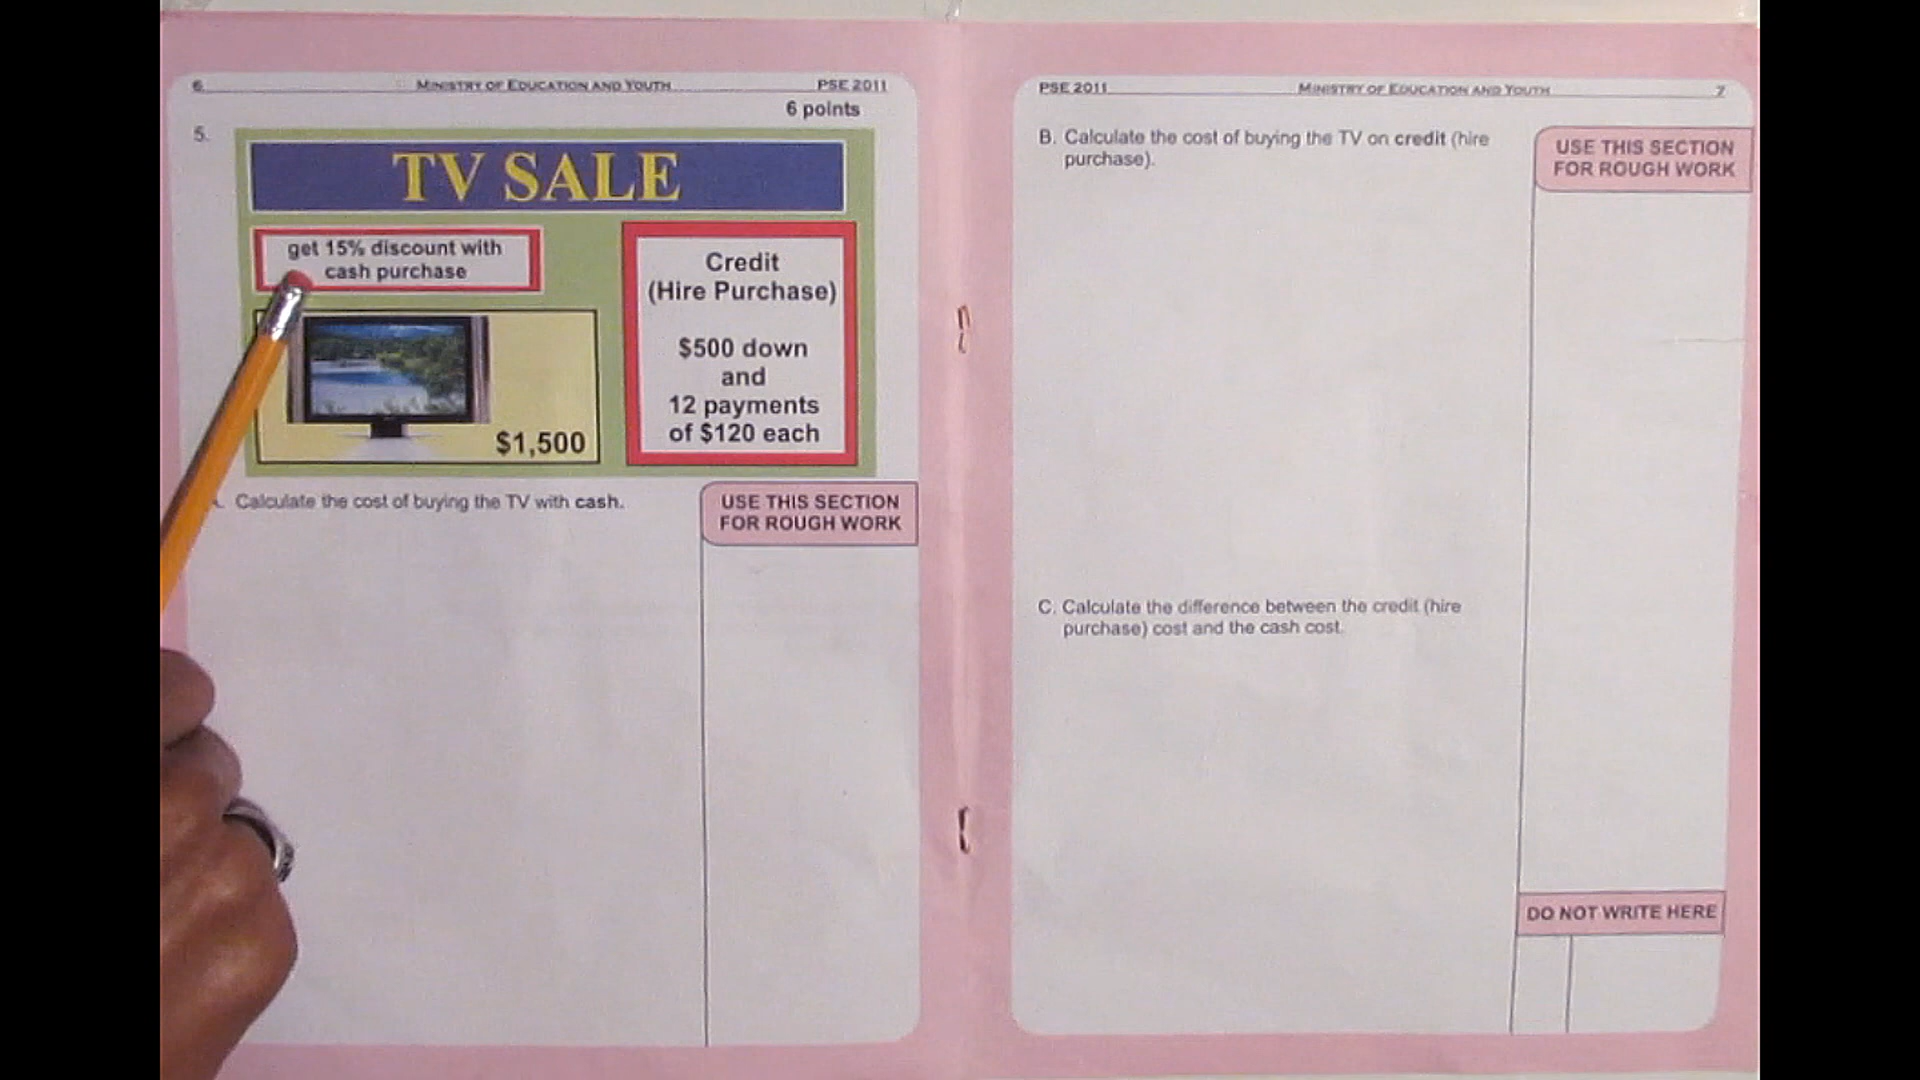 6 MINISTRY OF EDUCATION AND YOUTH PSE 2011
6 points
5.
TV SALE
get 15% discount with
cash purchase
$1,500
Credit
(Hire Purchase)
$500 down
and
12 payments
of $120 each
Calculate the cost of buying the TV with cash.
USE THIS SECTION
FOR ROUGH WORK
PSE 2011 MINISTRY OF EDUCATION AND YOUTH 7
B. Calculate the cost of buying the TV on credit (hire
purchase).
USE THIS SECTION
FOR ROUGH WORK
C. Calculate the difference between the credit (hire
purchase) cost and the cash cost.
DO NOT WRITE HERE